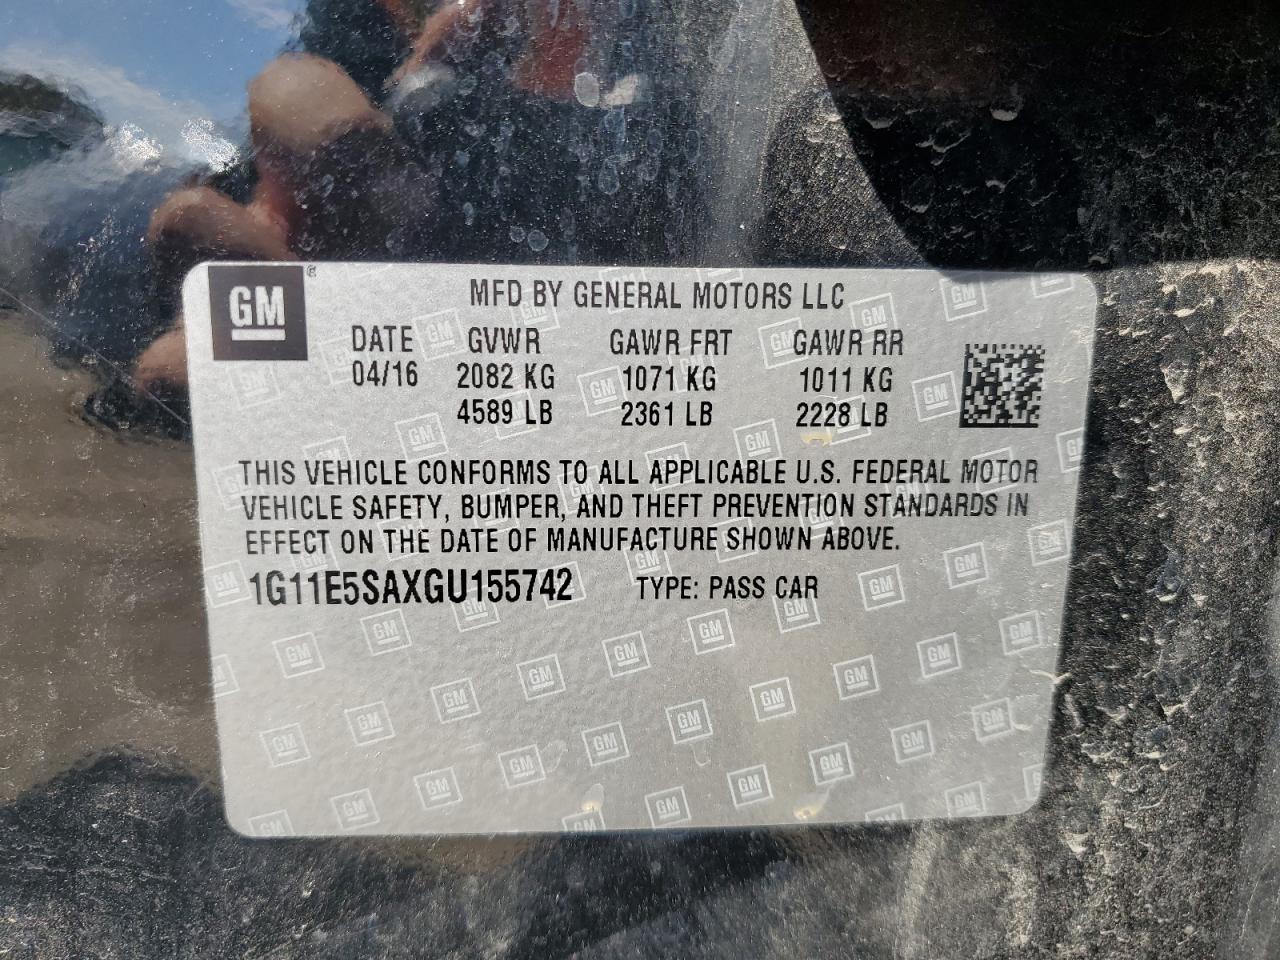 GM®
MFD BY GENERAL MOTORS LLC
DATE GVWR GAWR FRT GAWR RR
04/16 2082 KG 1071 KG 1011 KG
4589 LB 2361 LB 2228 LB
THIS VEHICLE CONFORMS TO ALL APPLICABLE U.S. FEDERAL MOTOR
VEHICLE SAFETY, BUMPER, AND THEFT PREVENTION STANDARDS IN
EFFECT ON THE DATE OF MANUFACTURE SHOWN ABOVE.
1G11E5SAXGU155742 TYPE: PASS CAR